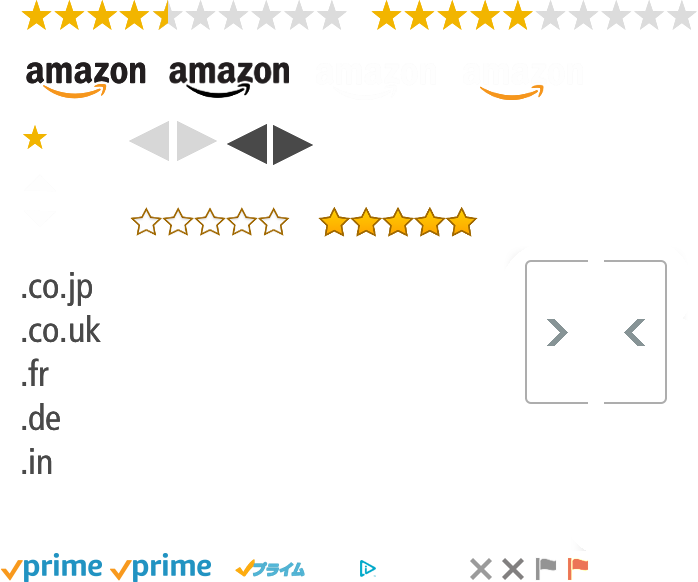 amazon amazon
.co.jp
.co.uk
.fr
.de
.in
prime prime プライム